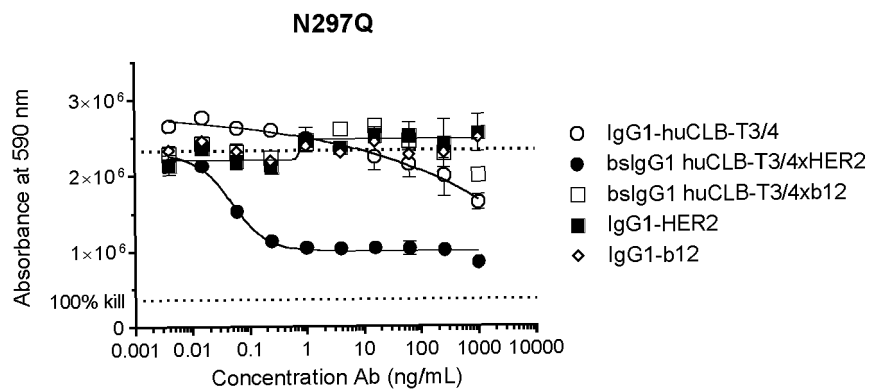 N297Q
Absorbance at 590 nm
3×10⁶
2×10⁶
1×10⁶
100% kill
0
0.001 0.01 0.1 1 10 100 1000 10000
Concentration Ab (ng/mL)
IgG1-huCLB-T3/4
bsIgG1 huCLB-T3/4xHER2
bsIgG1 huCLB-T3/4xb12
IgG1-HER2
IgG1-b12